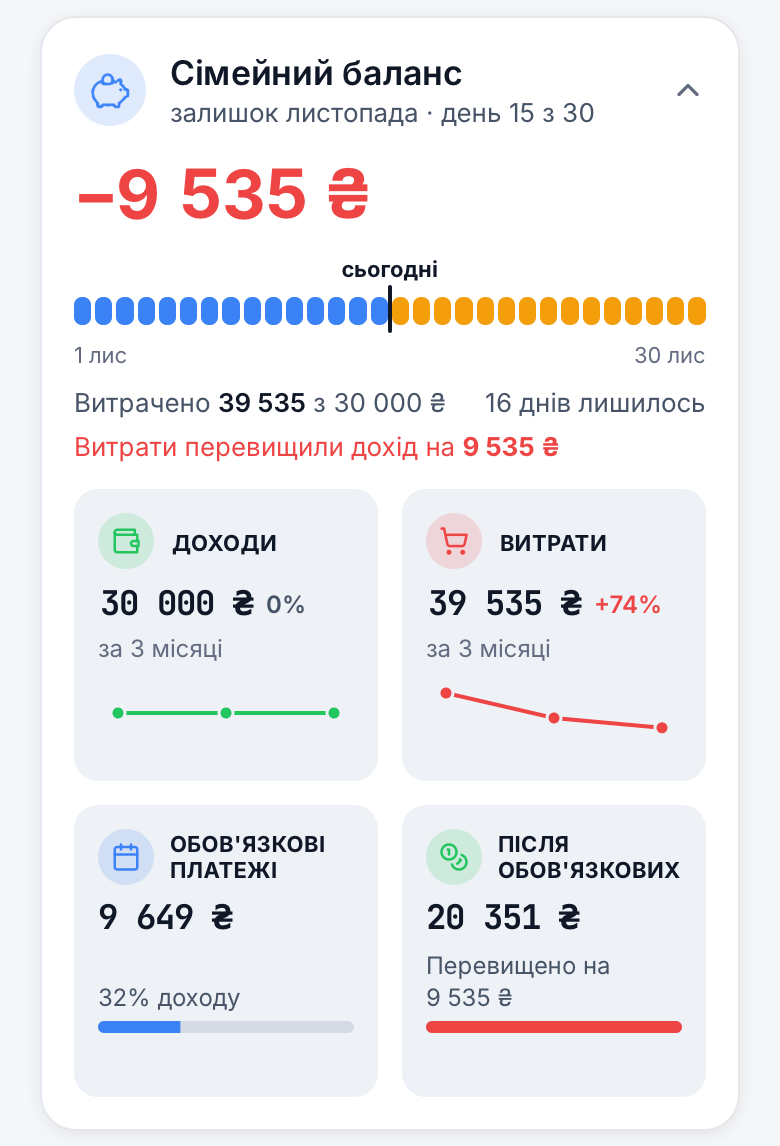 Сімейний баланс
залишок листопада · день 15 з 30
−9 535 ₴
сьогодні
1 лис
30 лис
Витрачено 39 535 з 30 000 ₴
16 днів лишилось
Витрати перевищили дохід на 9 535 ₴
ДОХОДИ
30 000 ₴ 0%
за 3 місяці
ВИТРАТИ
39 535 ₴ +74%
за 3 місяці
ОБОВ'ЯЗКОВІ
ПЛАТЕЖІ
9 649 ₴
32% доходу
ПІСЛЯ
ОБОВ'ЯЗКОВИХ
20 351 ₴
Перевищено на
9 535 ₴